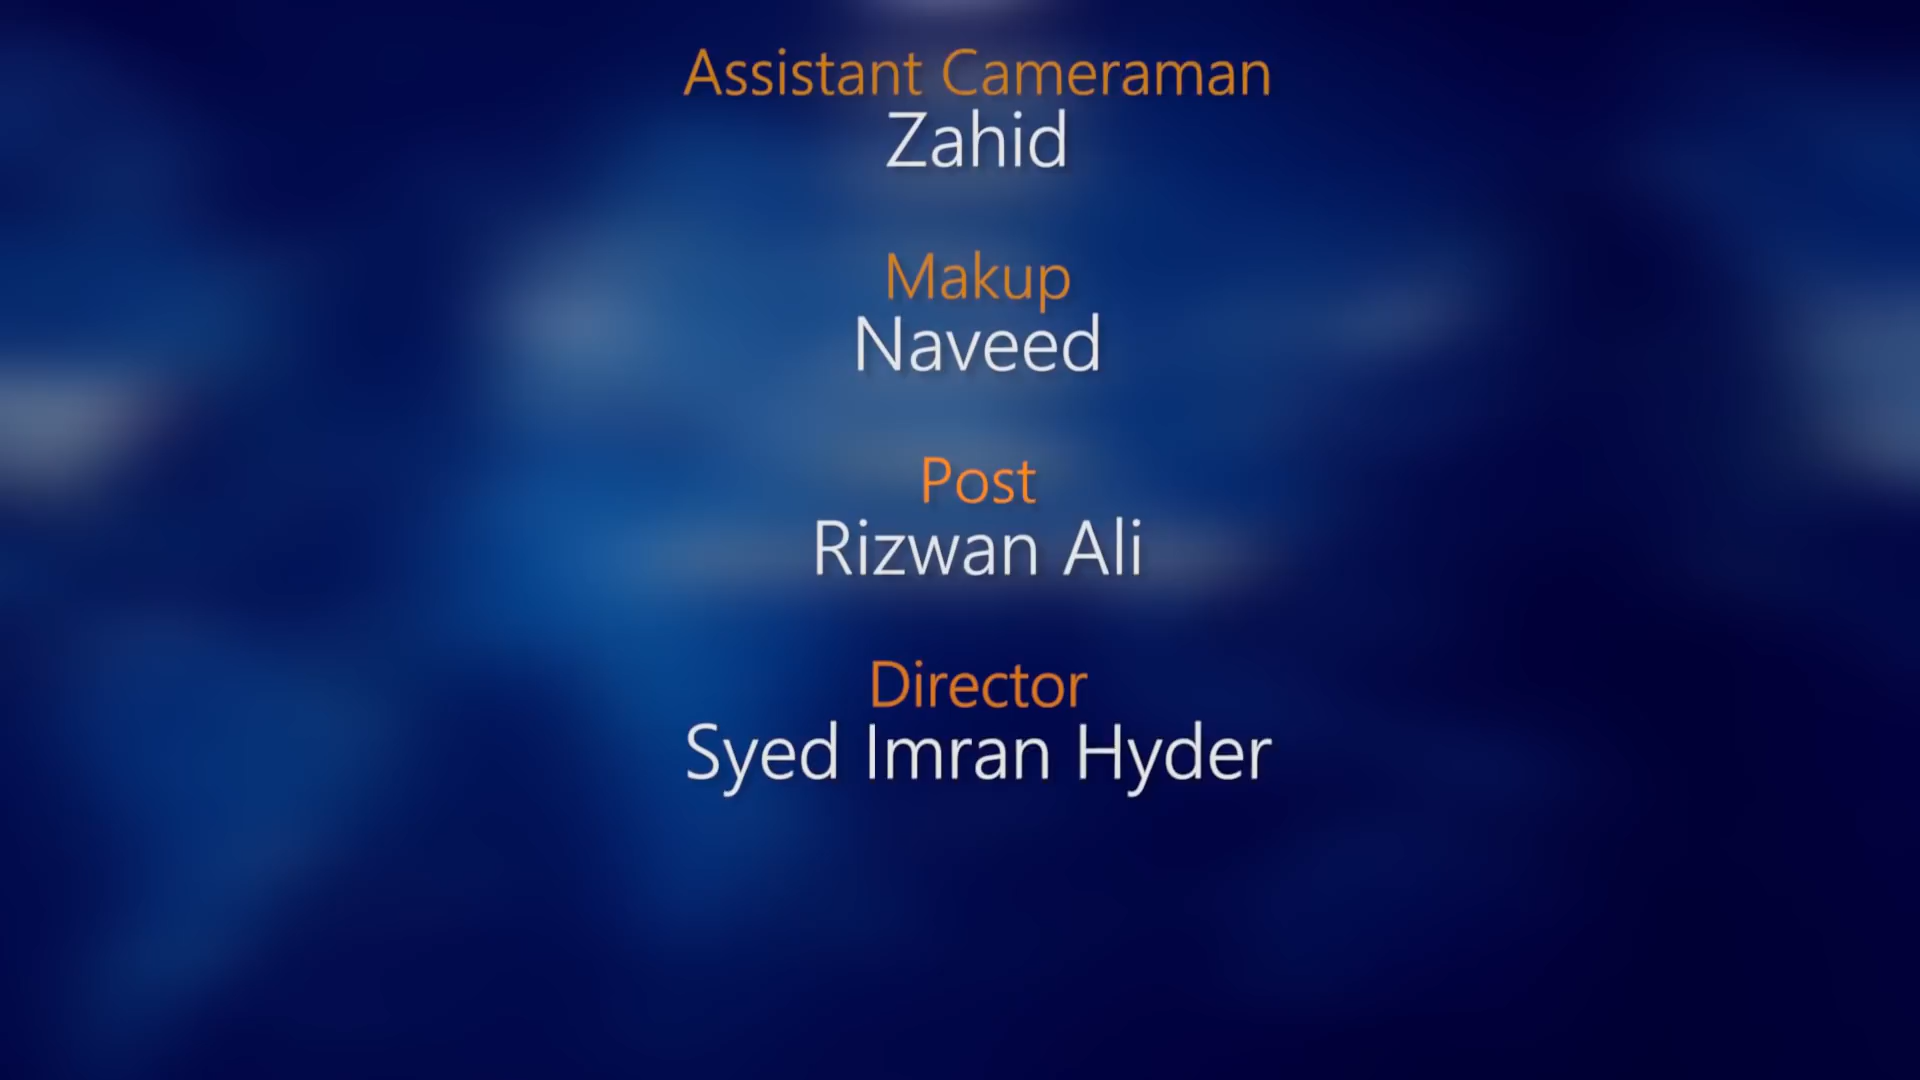 Assistant Cameraman
Zahid
Makup
Naveed
Post
Rizwan Ali
Director
Syed Imran Hyder